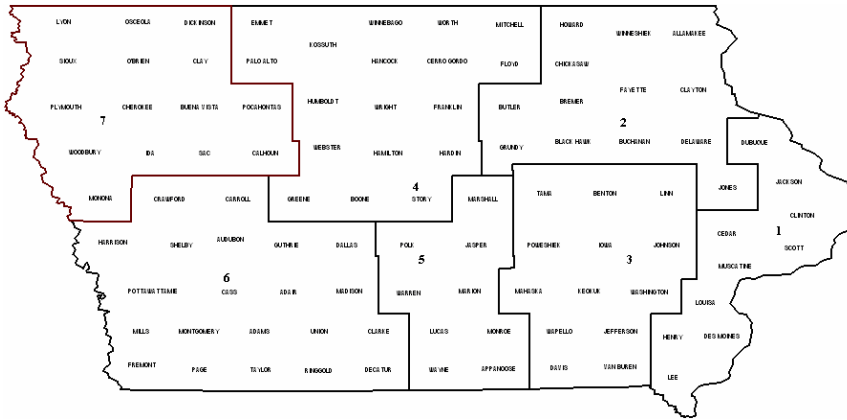 LYON OSCEOLA DICKINSON EMMET WINNEBAGO WORTH MITCHELL HOWARD WINNESHIEK ALLAMAKEE
KOSSUTH
SIOUX O'BRIEN CLAY PALO ALTO HANCOCK CERRO GORDO FLOYD CHICKASAW
FAYETTE CLAYTON
PLYMOUTH CHEROKEE BUENA VISTA POCAHONTAS HUMBOLDT WRIGHT FRANKLIN BUTLER BREMER
7 2
WOODBURY IDA SAC CALHOUN WEBSTER HAMILTON HARDIN GRUNDY BLACK HAWK BUCHANAN DELAWARE DUBUQUE
4
MONONA CRAWFORD CARROLL GREENE BOONE STORY MARSHALL TAMA BENTON LINN JONES JACKSON
CLINTON
HARRISON SHELBY AUDUBON GUTHRIE DALLAS POLK JASPER POWESHIEK IOWA JOHNSON CEDAR 1 SCOTT
6 5 3
MUSCATINE
POTTAWATTAMIE CASS ADAIR MADISON WARREN MARION MAHASKA KEOKUK WASHINGTON LOUISA
MILLS MONTGOMERY ADAMS UNION CLARKE LUCAS MONROE WAPELLO JEFFERSON HENRY DES MOINES
FREMONT PAGE TAYLOR RINGGOLD DECATUR WAYNE APPANOOSE DAVIS VAN BUREN LEE